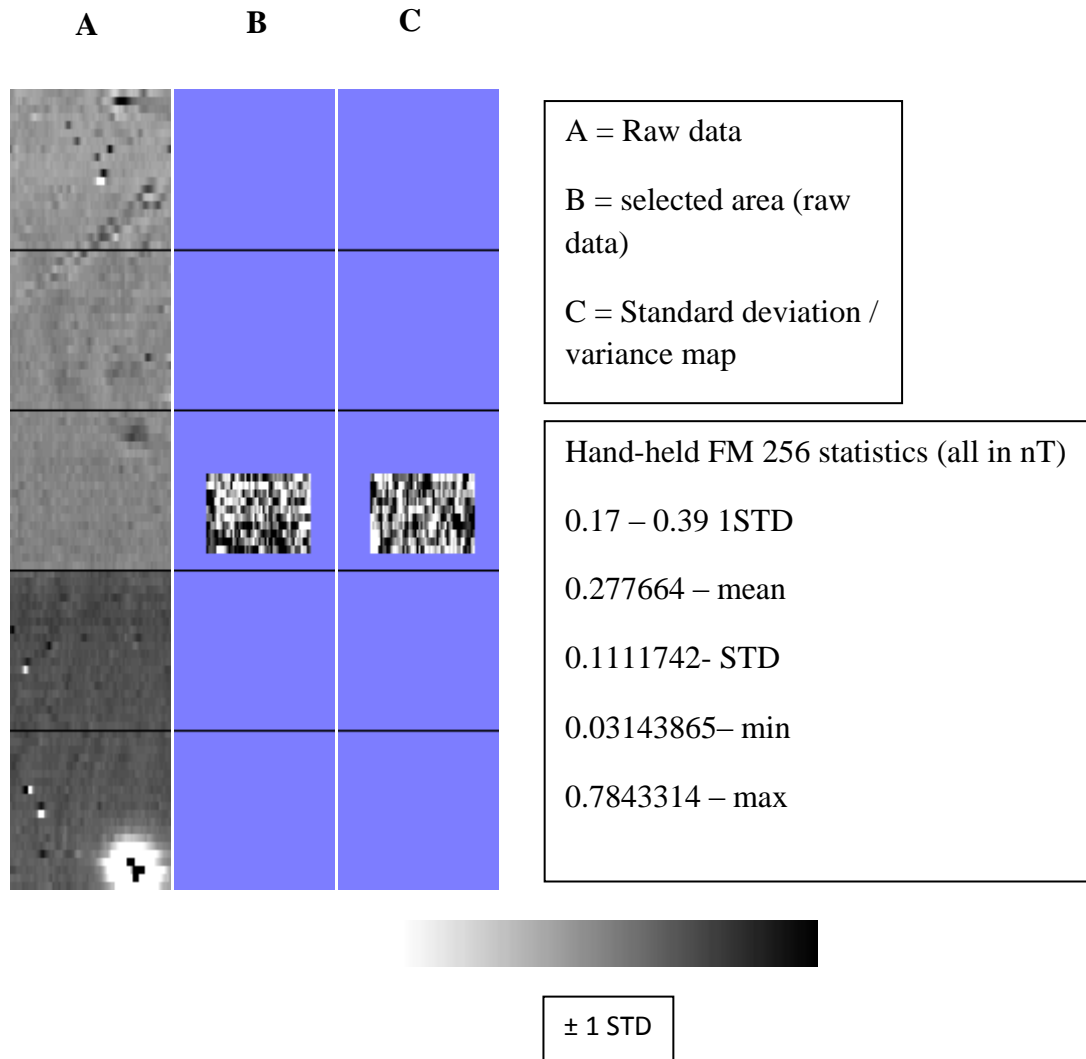 A
B
C
A = Raw data
B = selected area (raw
data)
C = Standard deviation /
variance map
Hand-held FM 256 statistics (all in nT)
0.17 – 0.39 1STD
0.277664 – mean
0.1111742- STD
0.03143865– min
0.7843314 – max
± 1 STD